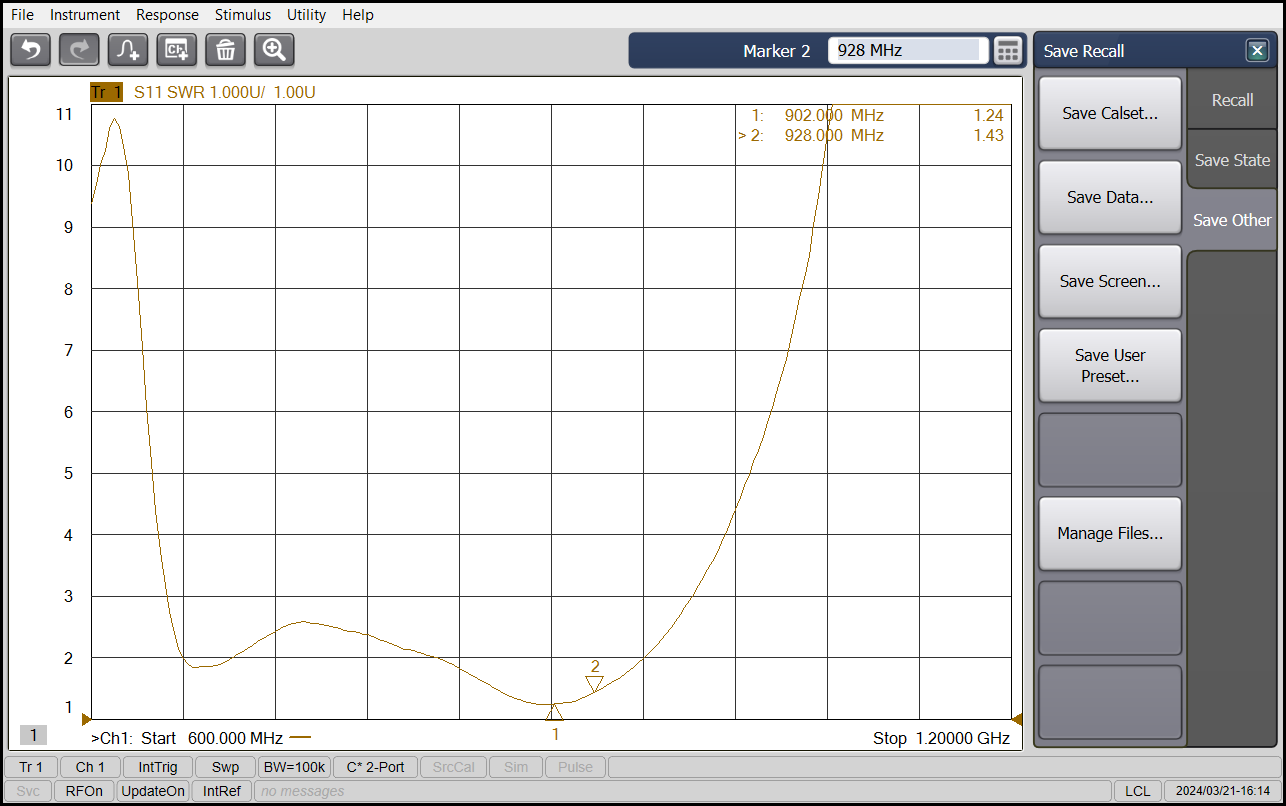 File Instrument Response Stimulus Utility Help
Ch1
Marker 2 928 MHz
Save Recall
Tr 1 S11 SWR 1.000U/ 1.00U
1: 902.000 MHz 1.24
> 2: 928.000 MHz 1.43
11
10
9
8
7
6
5
4
3
2
1
2
1
1
>Ch1: Start 600.000 MHz
Stop 1.20000 GHz
Save Calset...
Save Data...
Save Screen...
Save User
Preset...
Manage Files...
Recall
Save State
Save Other
Tr 1 Ch 1 IntTrig Swp BW=100k C* 2-Port SrcCal Sim Pulse
Svc RFOn UpdateOn IntRef no messages LCL 2024/03/21-16:14